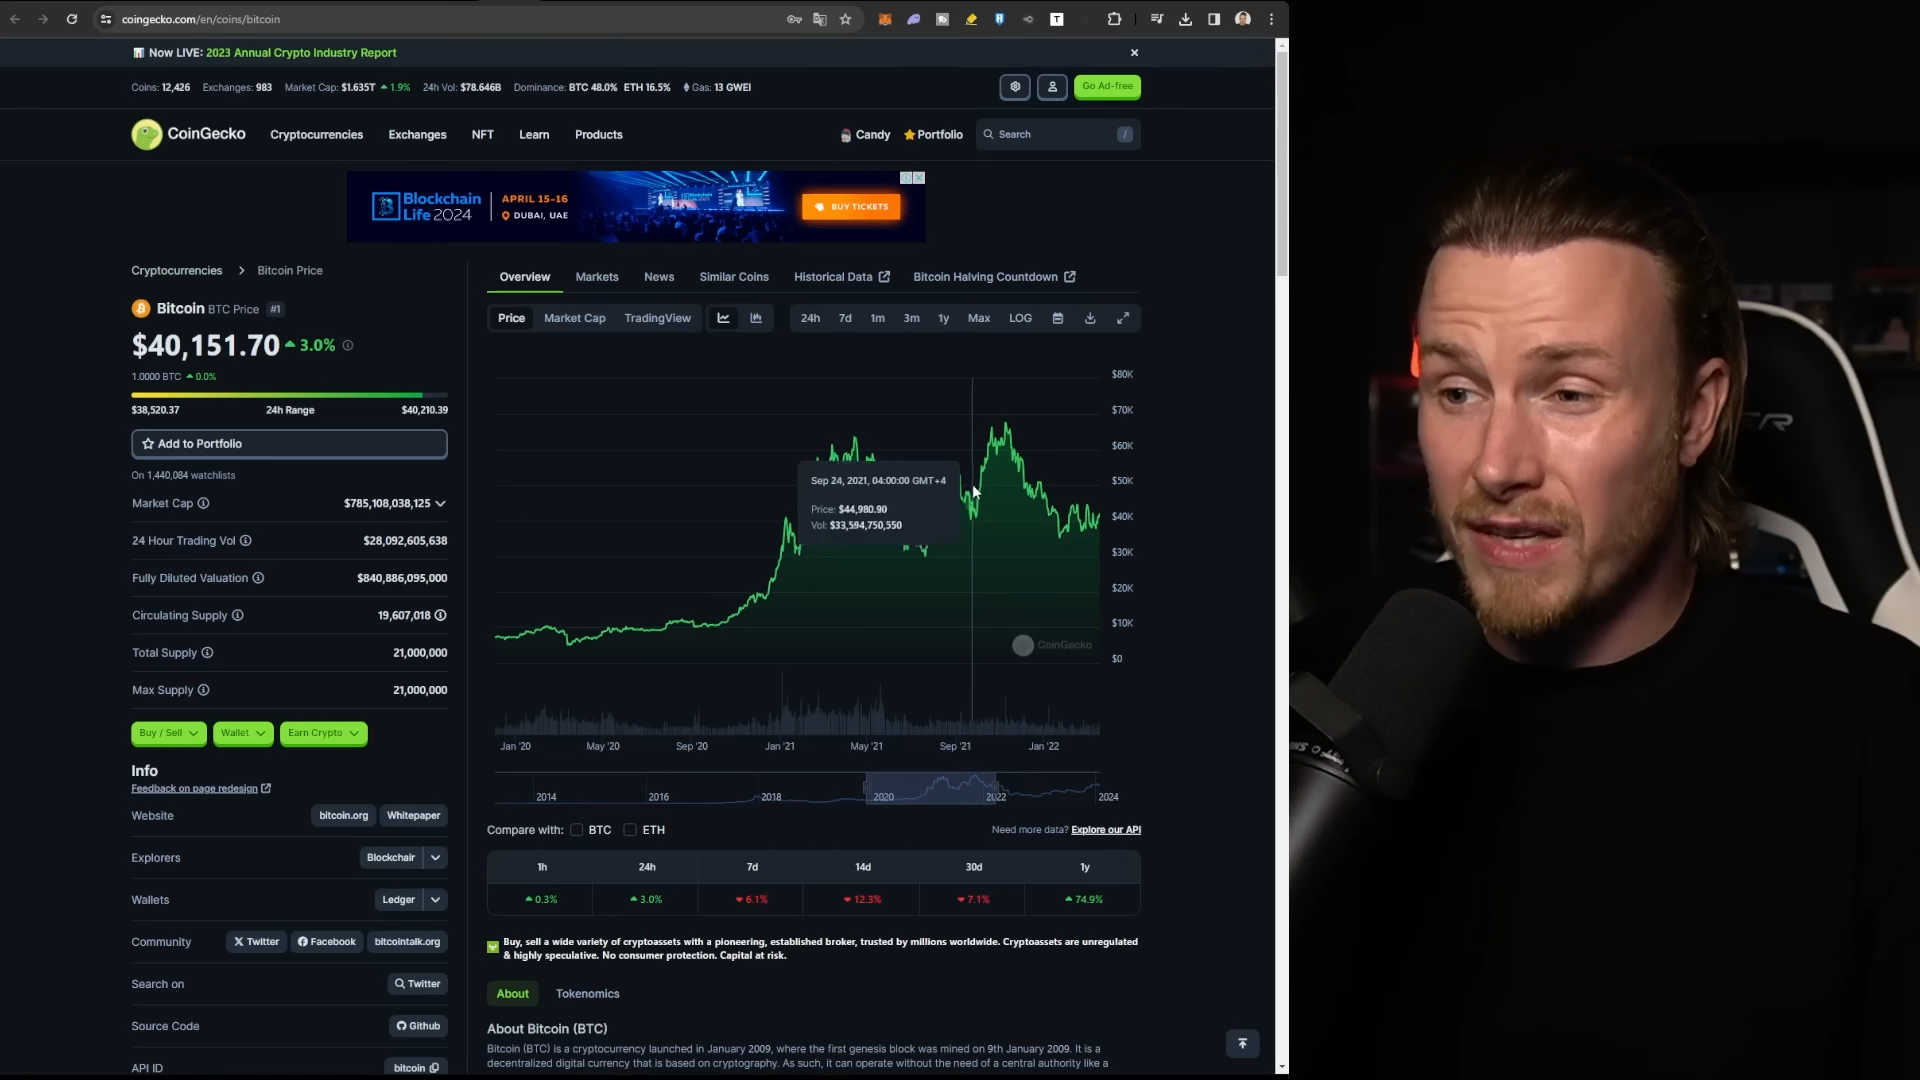 coingecko.com/en/coins/bitcoin
Now LIVE: 2023 Annual Crypto Industry Report
Coins: 12,426 Exchanges: 983 Market Cap: $1.635T 1.9% 24h Vol: $78.646B Dominance: BTC 48.0% ETH 16.5% Gas: 13 GWEI
Go Ad-free
CoinGecko Cryptocurrencies Exchanges NFT Learn Products Candy Portfolio Search /
Blockchain Life 2024
APRIL 15-16
DUBAI, UAE
BUY TICKETS
Cryptocurrencies > Bitcoin Price
Bitcoin BTC Price #1
$40,151.70 3.0%
1.0000 BTC 0.0%
$38,520.37 24h Range $40,210.39
Add to Portfolio
On 1,440,084 watchlists
Market Cap $785,108,038,125
24 Hour Trading Vol $28,092,605,638
Fully Diluted Valuation $840,886,095,000
Circulating Supply 19,607,018
Total Supply 21,000,000
Max Supply 21,000,000
Buy / Sell Wallet Earn Crypto
Info
Feedback on page redesign
Website bitcoin.org Whitepaper
Explorers Blockchair
Wallets Ledger
Community Twitter Facebook bitcointalk.org
Search on Twitter
Source Code Github
API ID bitcoin
Overview Markets News Similar Coins Historical Data Bitcoin Halving Countdown
Price Market Cap TradingView 24h 7d 1m 3m 1y Max LOG
$80K
$70K
$60K
$50K
$40K
$30K
$20K
$10K
$0
Sep 24, 2021, 04:00:00 GMT+4
Price: $44,980.90
Vol: $33,594,750,550
CoinGecko
Jan '20 May '20 Sep '20 Jan '21 May '21 Sep '21 Jan '22
2014 2016 2018 2020 2022 2024
Compare with: BTC ETH Need more data? Explore our API
1h 24h 7d 14d 30d 1y
0.3% 3.0% 6.1% 12.3% 7.1% 74.9%
Buy, sell a wide variety of cryptoassets with a pioneering, established broker, trusted by millions worldwide. Cryptoassets are unregulated
& highly speculative. No consumer protection. Capital at risk.
About Tokenomics
About Bitcoin (BTC)
Bitcoin (BTC) is a cryptocurrency launched in January 2009, where the first genesis block was mined on 9th January 2009. It is a
decentralized digital currency that is based on cryptography. As such, it can operate without the need of a central authority like a